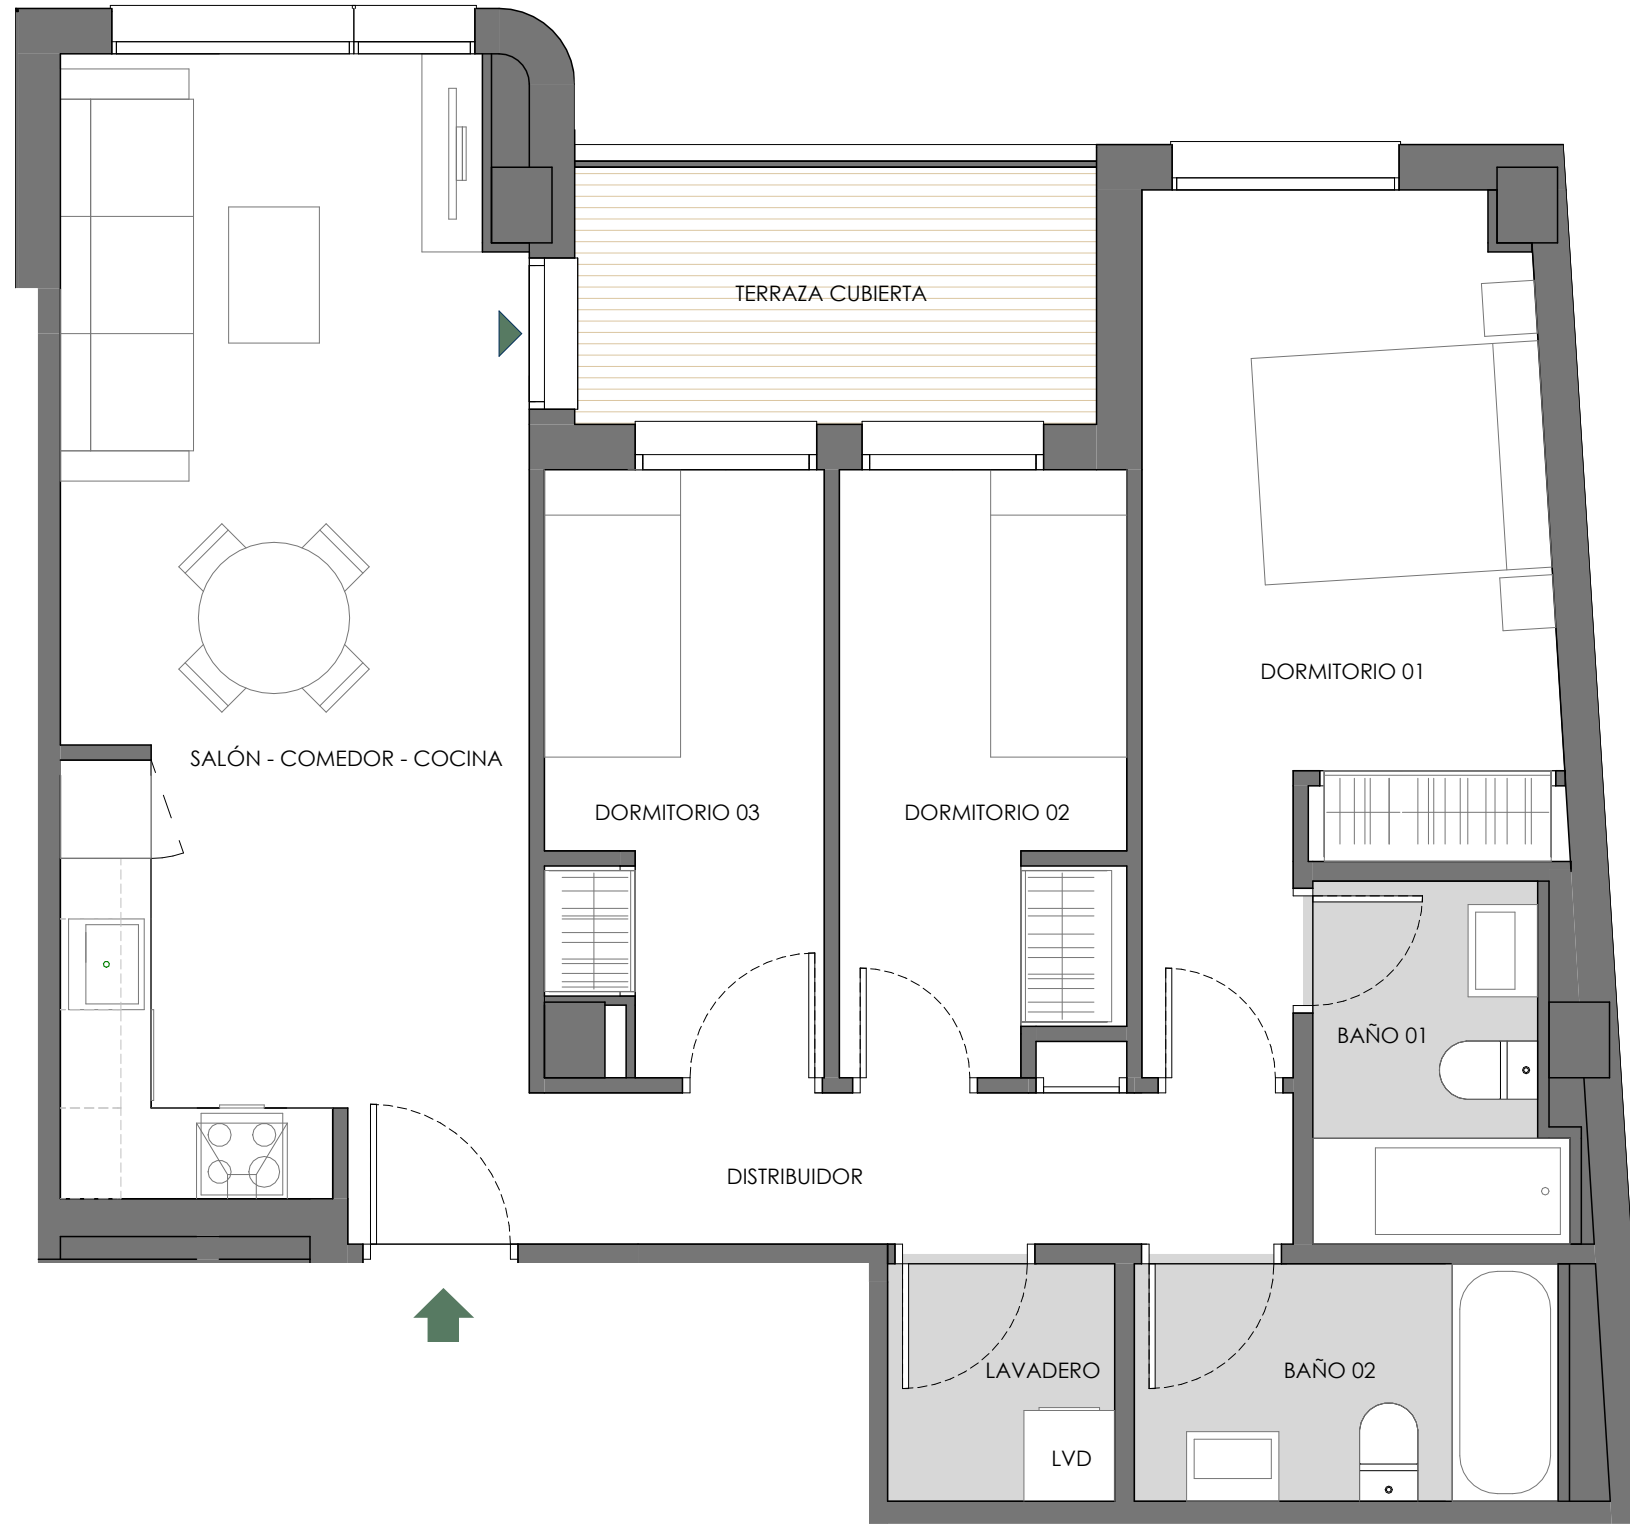 TERRAZA CUBIERTA
DORMITORIO 01
SALÓN - COMEDOR - COCINA
DORMITORIO 03
DORMITORIO 02
BAÑO 01
DISTRIBUIDOR
LAVADERO
BAÑO 02
LVD